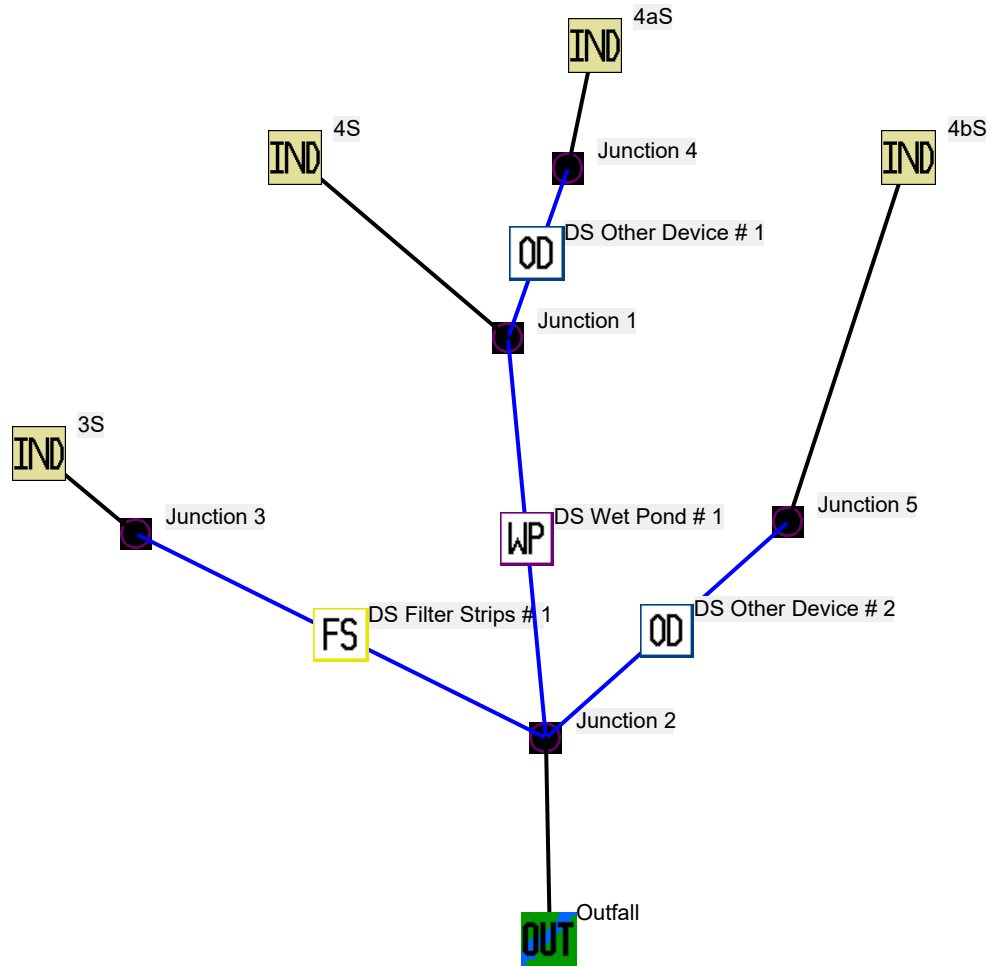 4aS
IND
4S
IND
4bS
IND
Junction 4
DS Other Device # 1
OD
Junction 1
3S
IND
Junction 3
DS Wet Pond # 1
WP
Junction 5
DS Filter Strips # 1
FS
DS Other Device # 2
OD
Junction 2
Outfall
OUT